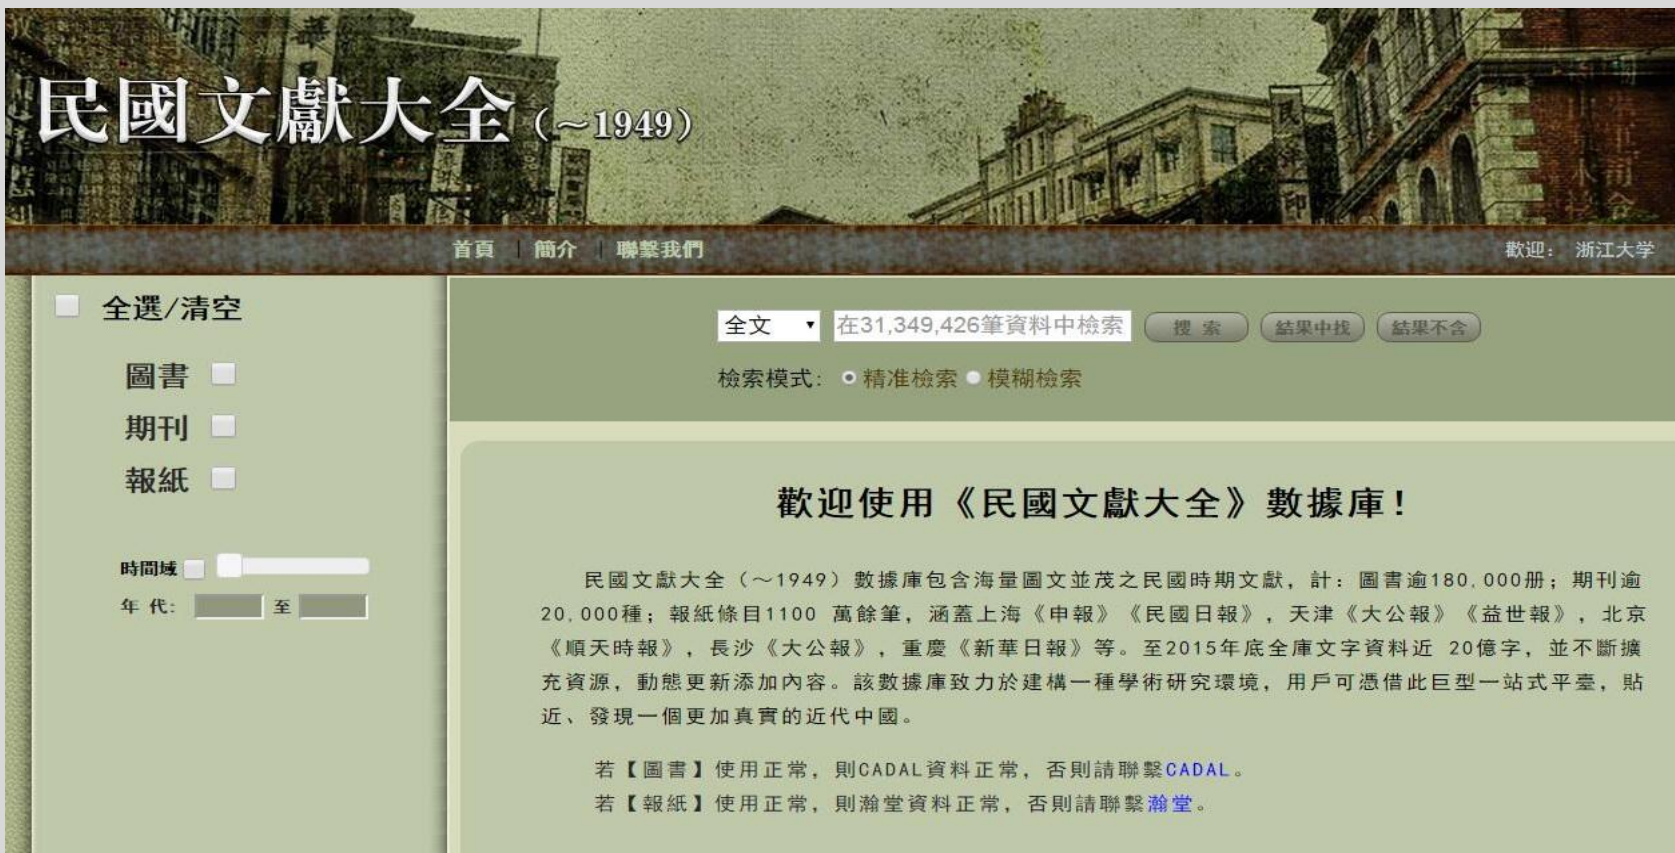 民國文獻大全（～1949）
首頁 簡介 聯繫我們 歡迎： 浙江大学
全選/清空
圖書
期刊
報紙
時間域
年 代： 至
全文 在31,349,426筆資料中檢索 搜 索 結果中找 結果不含
檢索模式： 精准檢索 模糊檢索
歡迎使用《民國文獻大全》數據庫！
民國文獻大全（～1949）數據庫包含海量圖文並茂之民國時期文獻，計：圖書逾180,000册；期刊逾
20,000種；報紙條目1100 萬餘筆，涵蓋上海《申報》《民國日報》，天津《大公報》《益世報》，北京
《順天時報》，長沙《大公報》，重慶《新華日報》等。至2015年底全庫文字資料近 20億字，並不斷擴
充資源，動態更新添加內容。該數據庫致力於建構一種學術研究環境，用戶可憑借此巨型一站式平臺，貼
近、發現一個更加真實的近代中國。
若【圖書】使用正常，則CADAL資料正常，否則請聯繫CADAL。
若【報紙】使用正常，則瀚堂資料正常，否則請聯繫瀚堂。